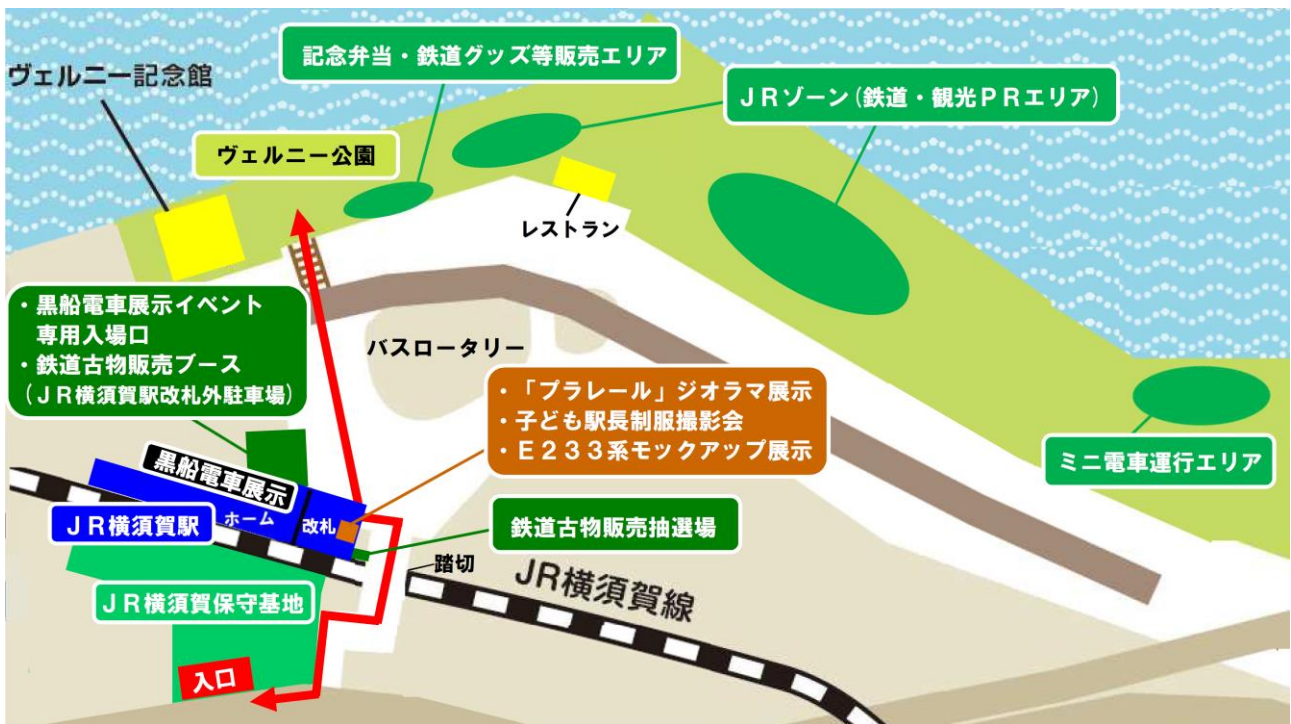 記念弁当・鉄道グッズ等販売エリア
ヴェルニー記念館
ＪＲゾーン(鉄道・観光ＰＲエリア)
ヴェルニー公園
レストラン
・黒船電車展示イベント
専用入場口
・鉄道古物販売ブース
(ＪＲ横須賀駅改札外駐車場)
バスロータリー
・「プラレール」ジオラマ展示
・子ども駅長制服撮影会
・Ｅ２３３系モックアップ展示
ミニ電車運行エリア
黒船電車展示
ＪＲ横須賀駅
ホーム
改札
鉄道古物販売抽選場
踏切
JR横須賀線
ＪＲ横須賀保守基地
入口